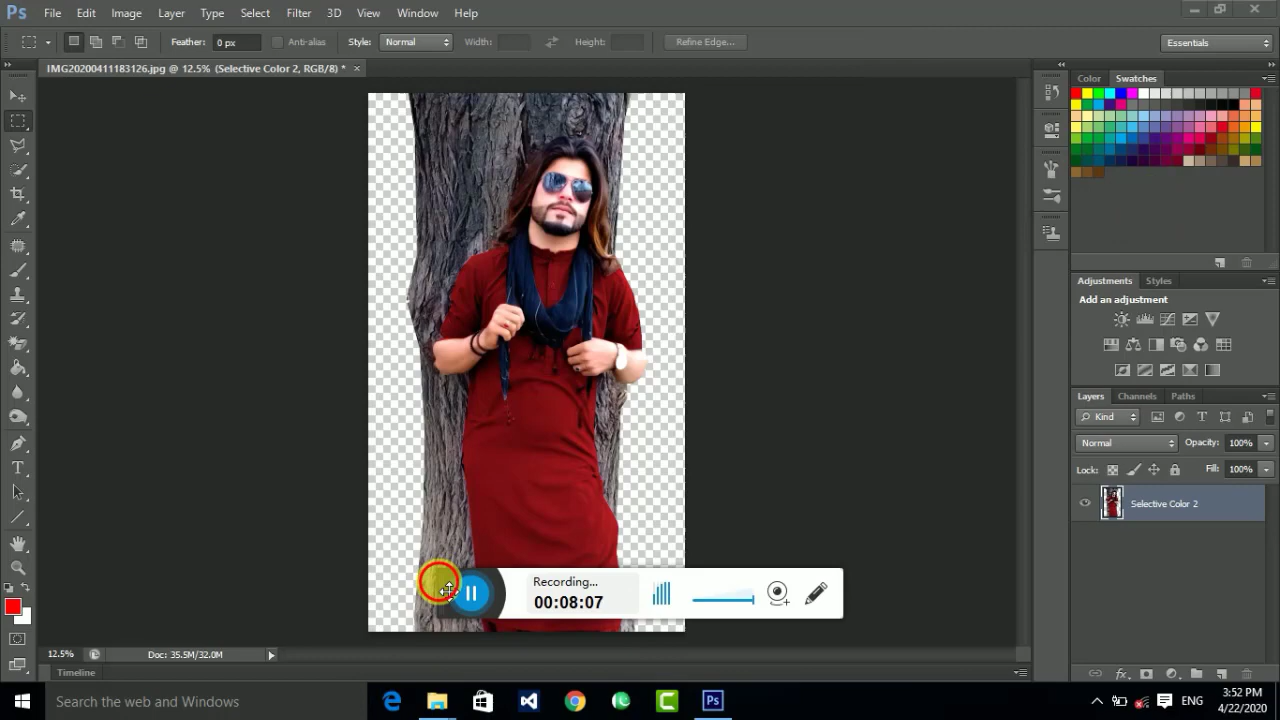 Ps File Edit Image Layer Type Select Filter 3D View Window Help
Feather: 0 px Anti-alias Style: Normal Width: Height: Refine Edge... Essentials
IMG20200411183126.jpg @ 12.5% (Selective Color 2, RGB/8) * ×
Color Swatches
Adjustments Styles
Add an adjustment
Layers Channels Paths
Kind
Normal Opacity: 100%
Lock: Fill: 100%
Selective Color 2
Recording...
00:08:07
12.5% Doc: 35.5M/32.0M
Timeline
Search the web and Windows
Ps
ENG
3:52 PM
4/22/2020